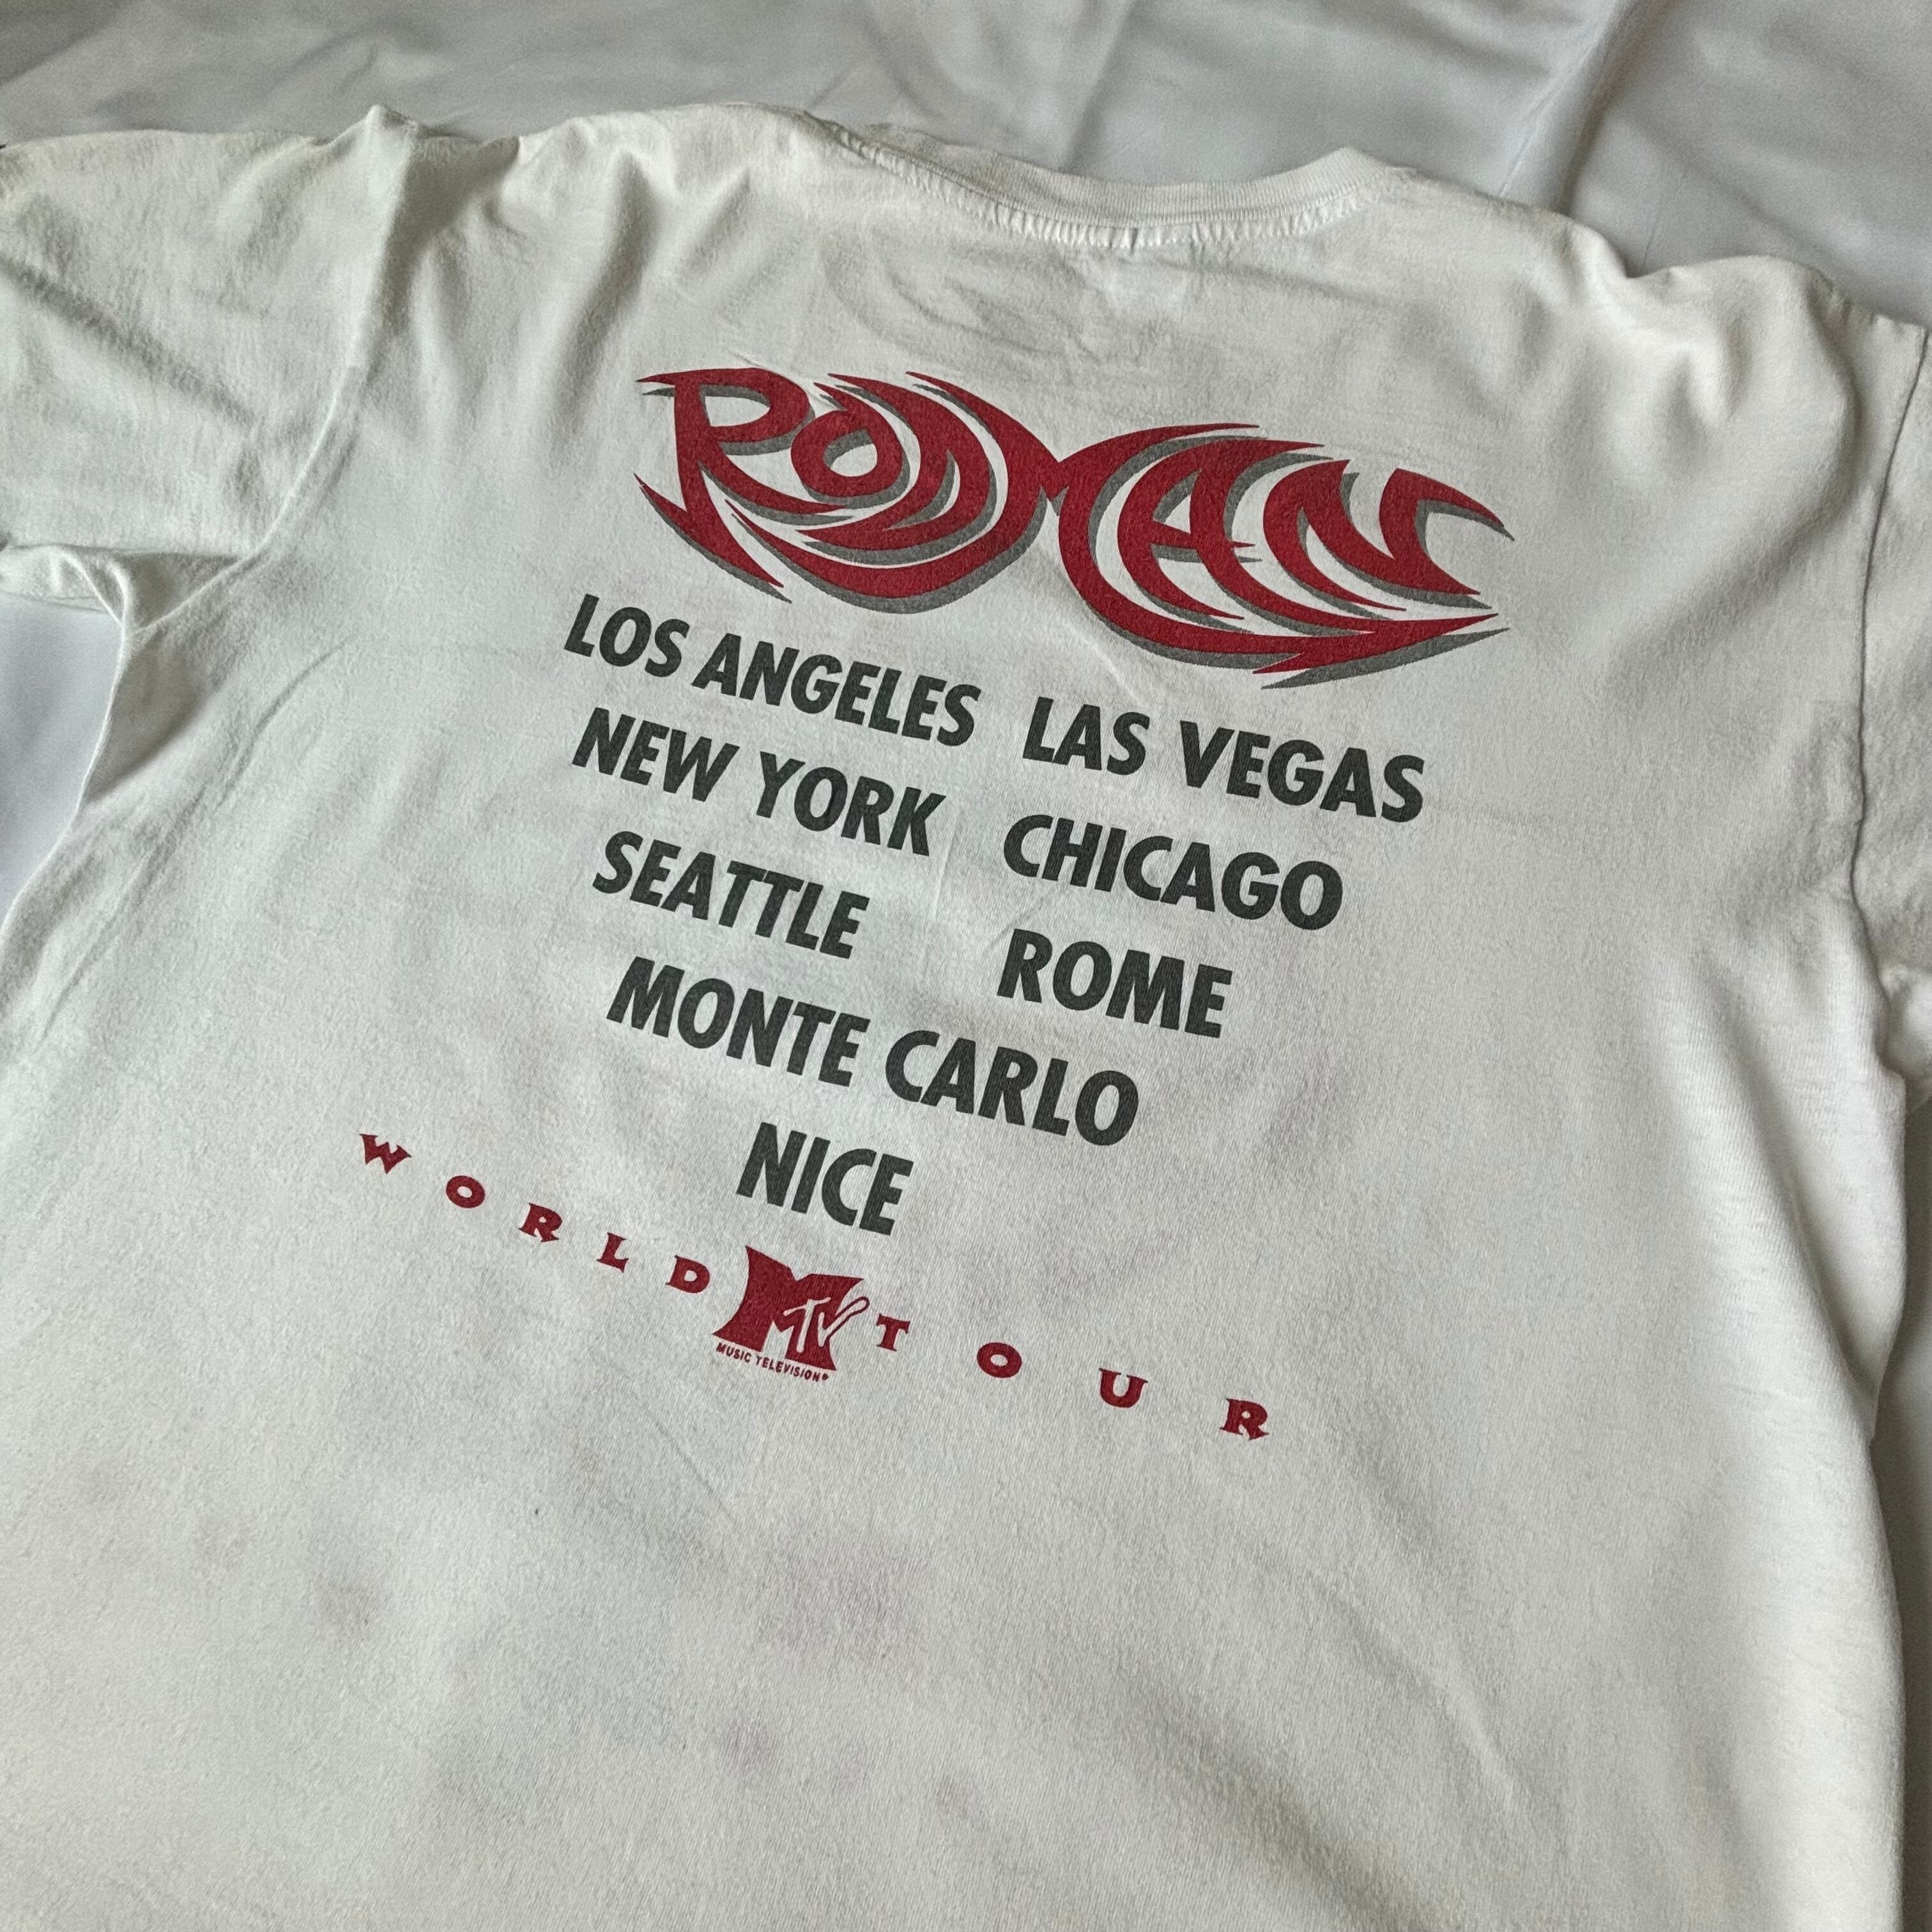 RODMAN
LOS ANGELES LAS VEGAS
NEW YORK CHICAGO
SEATTLE ROME
MONTE CARLO
NICE
WORLD MTV TOUR
MUSIC TELEVISION®